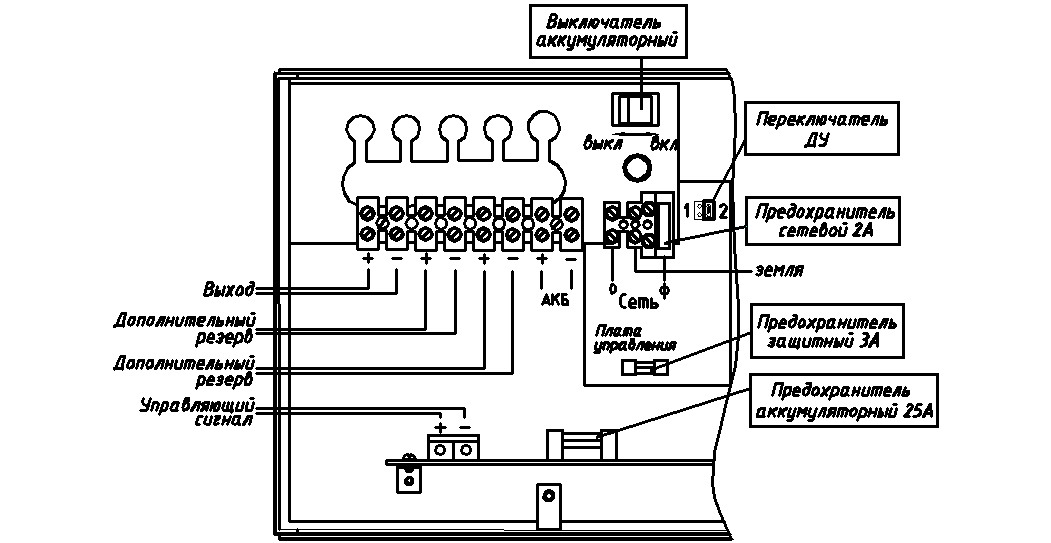 Выключатель
аккумуляторный
выкл вкл
Переключатель
ДУ
1 2
Предохранитель
сетевой 2А
+ - + - + - + -
земля
Выход
АКБ
0 Сеть ф
Дополнительный
резерв
Плата
управления
Предохранитель
защитный 3А
Дополнительный
резерв
Предохранитель
аккумуляторный 25А
Управляющий
сигнал
+ -